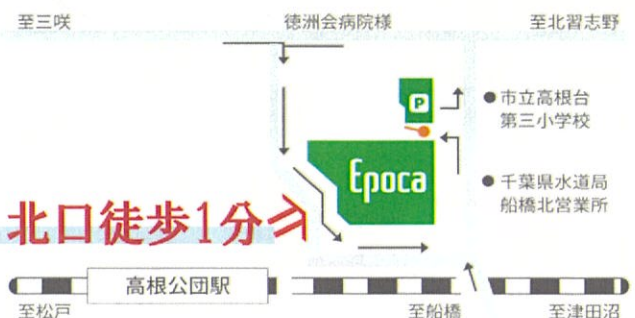 至三咲
徳洲会病院様
至北習志野
P
●市立高根台
第三小学校
Epoca
●千葉県水道局
船橋北営業所
北口徒歩1分
高根公団駅
至松戸
至船橋
至津田沼